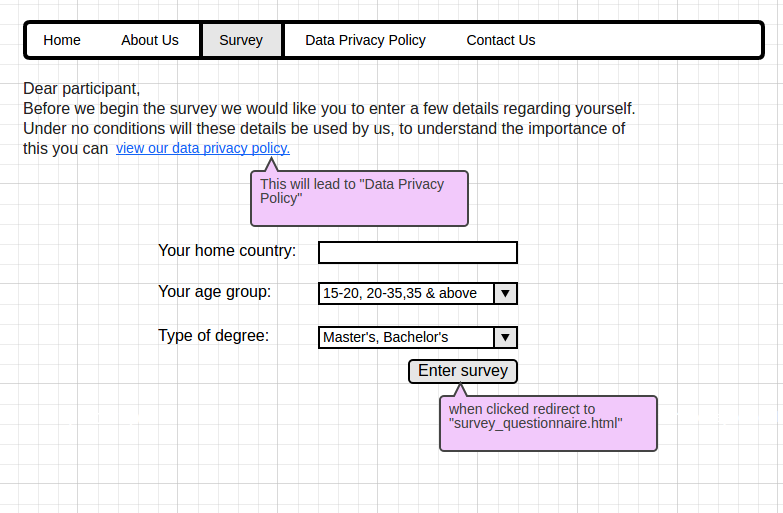 Home About Us Survey Data Privacy Policy Contact Us
Dear participant,
Before we begin the survey we would like you to enter a few details regarding yourself.
Under no conditions will these details be used by us, to understand the importance of
this you can view our data privacy policy.
This will lead to "Data Privacy
Policy"
Your home country:
Your age group: 15-20, 20-35,35 & above
Type of degree: Master's, Bachelor's
Enter survey
when clicked redirect to
"survey_questionnaire.html"